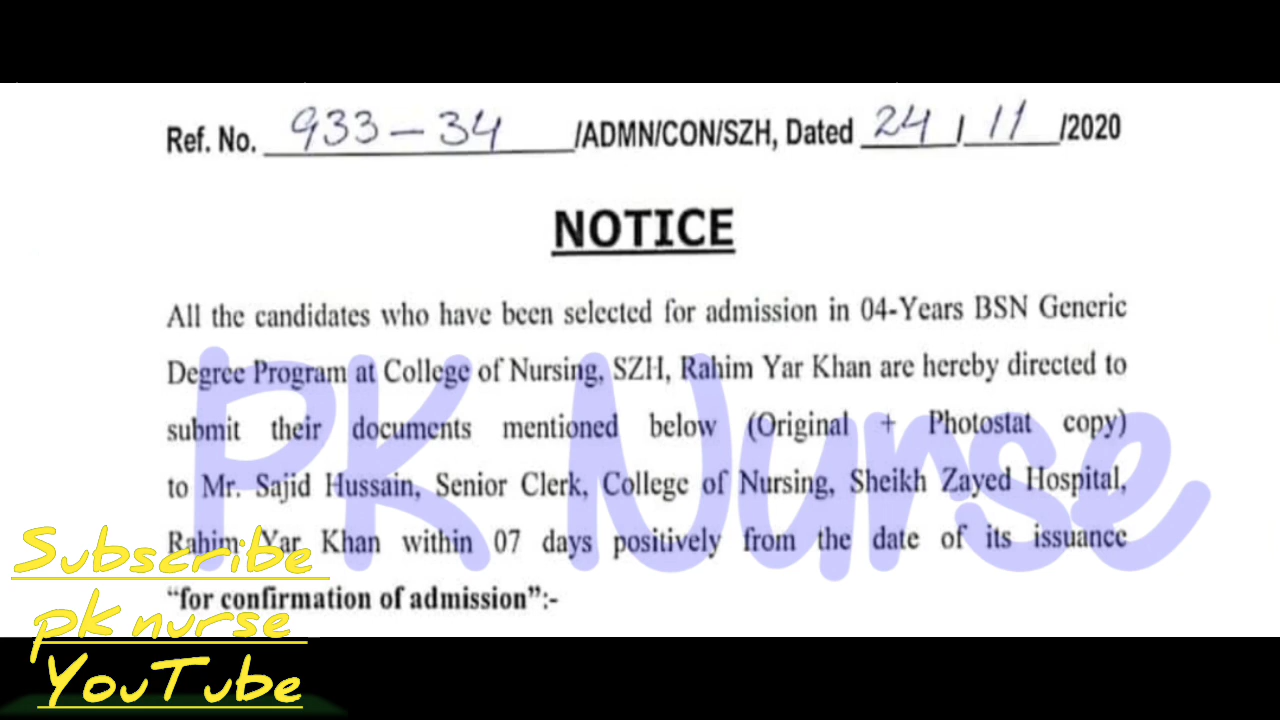 Ref. No. 933-34 /ADMN/CON/SZH, Dated 24 / 11 /2020
NOTICE
All the candidates who have been selected for admission in 04-Years BSN Generic
Degree Program at College of Nursing, SZH, Rahim Yar Khan are hereby directed to
submit their documents mentioned below (Original + Photostat copy)
to Mr. Sajid Hussain, Senior Clerk, College of Nursing, Sheikh Zayed Hospital,
Rahim Yar Khan within 07 days positively from the date of its issuance
“for confirmation of admission”:-
PK Nurse
Subscribe
pk nurse
YouTube